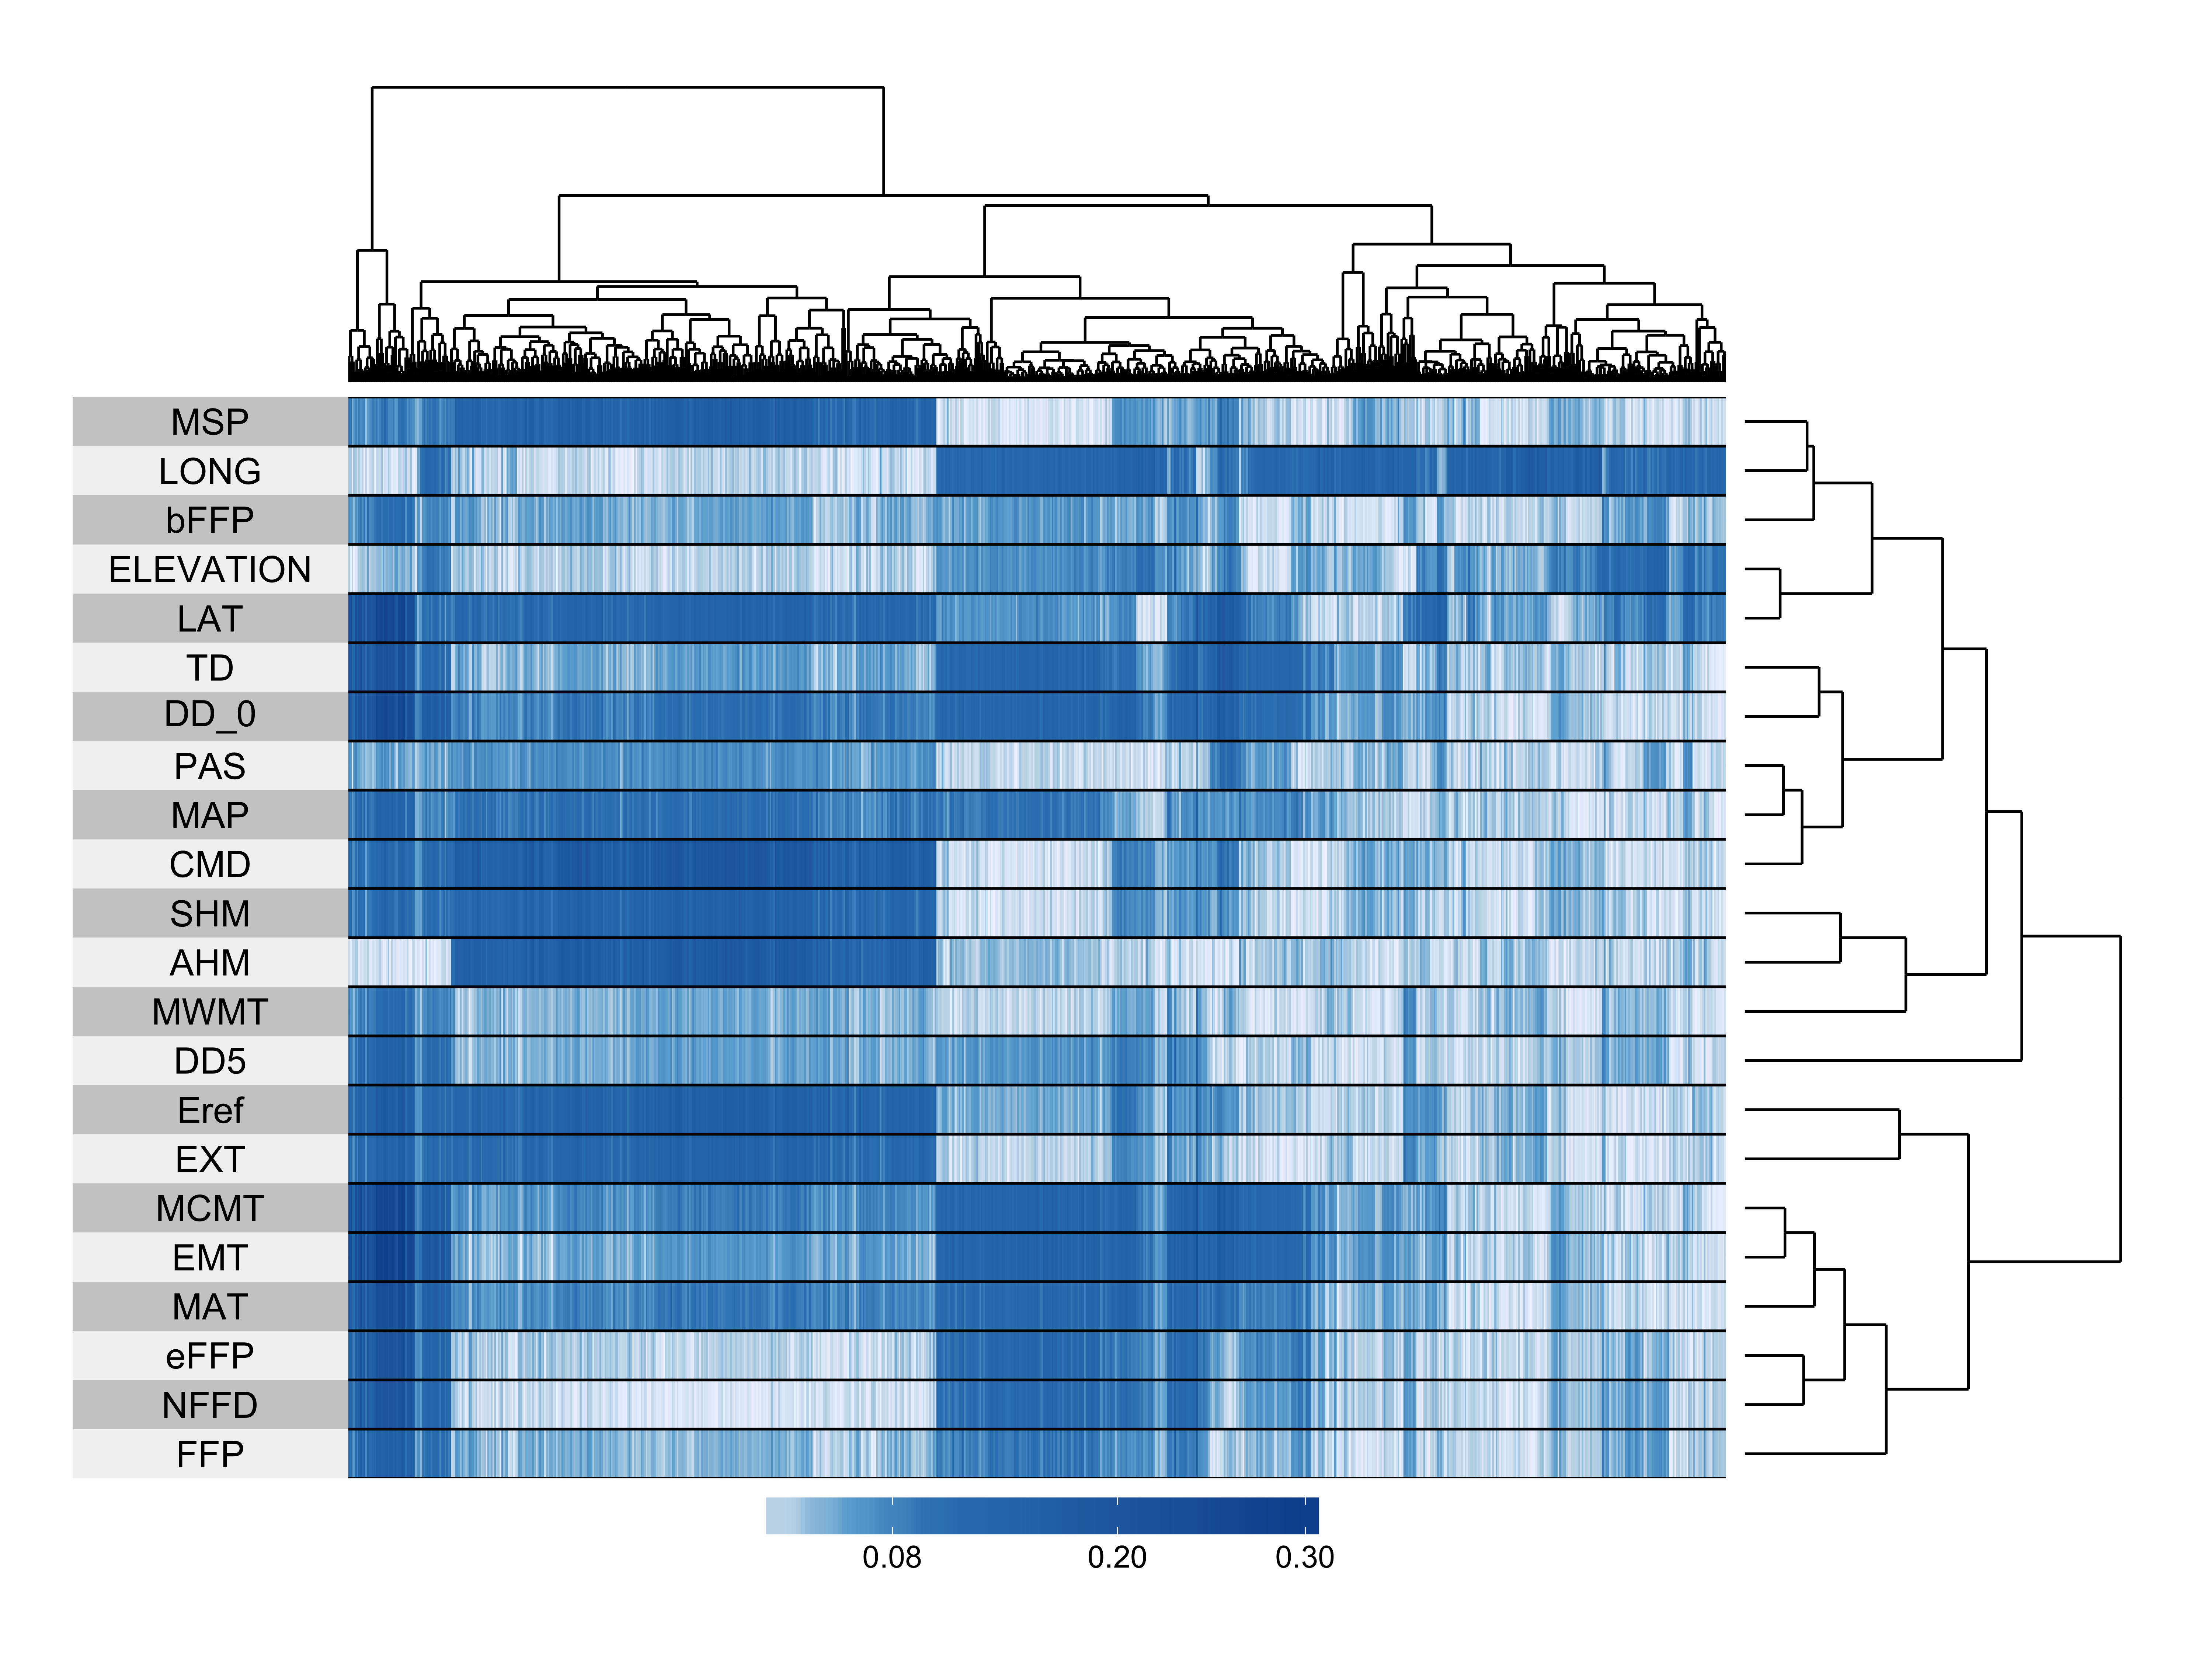 MSP
LONG
bFFP
ELEVATION
LAT
TD
DD_0
PAS
MAP
CMD
SHM
AHM
MWMT
DD5
Eref
EXT
MCMT
EMT
MAT
eFFP
NFFD
FFP
0.08 0.20 0.30